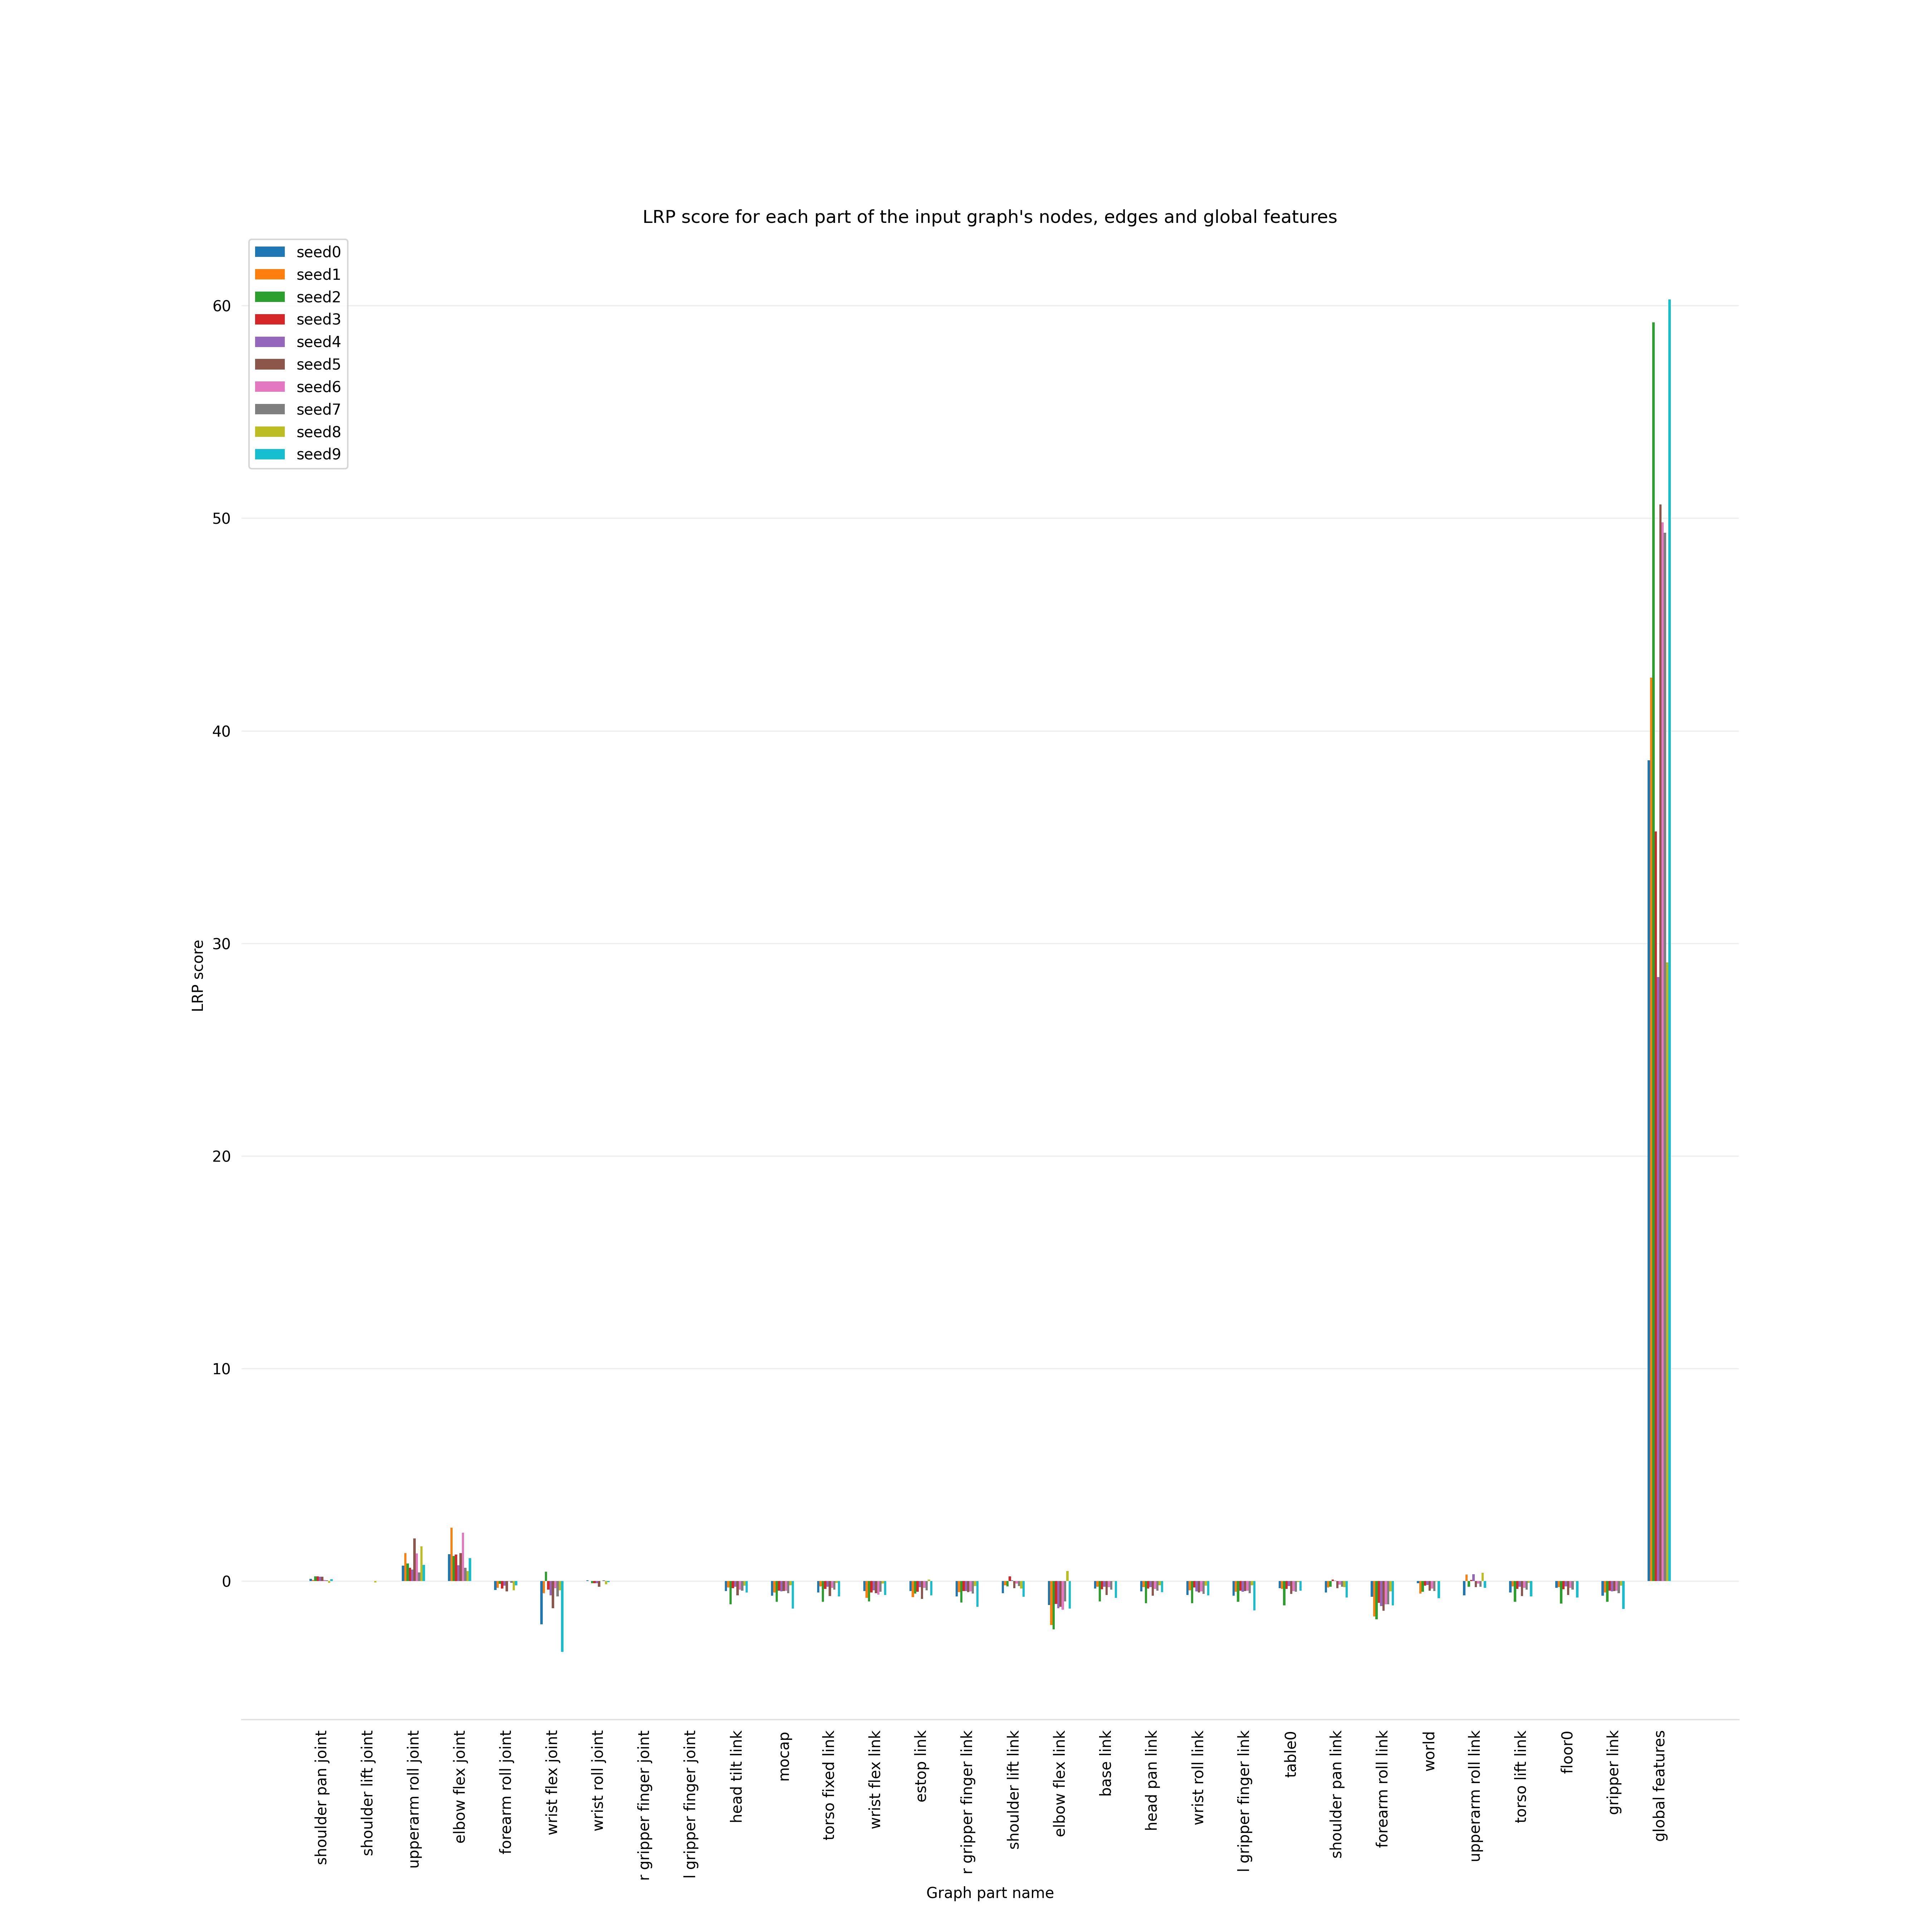 LRP score for each part of the input graph's nodes, edges and global features
seed0
seed1
seed2
seed3
seed4
seed5
seed6
seed7
seed8
seed9
60
50
40
30
20
10
0
LRP score
shoulder pan joint
shoulder lift joint
upperarm roll joint
elbow flex joint
forearm roll joint
wrist flex joint
wrist roll joint
r gripper finger joint
l gripper finger joint
head tilt link
mocap
torso fixed link
wrist flex link
estop link
r gripper finger link
shoulder lift link
elbow flex link
base link
head pan link
wrist roll link
l gripper finger link
table0
shoulder pan link
forearm roll link
world
upperarm roll link
torso lift link
floor0
gripper link
global features
Graph part name